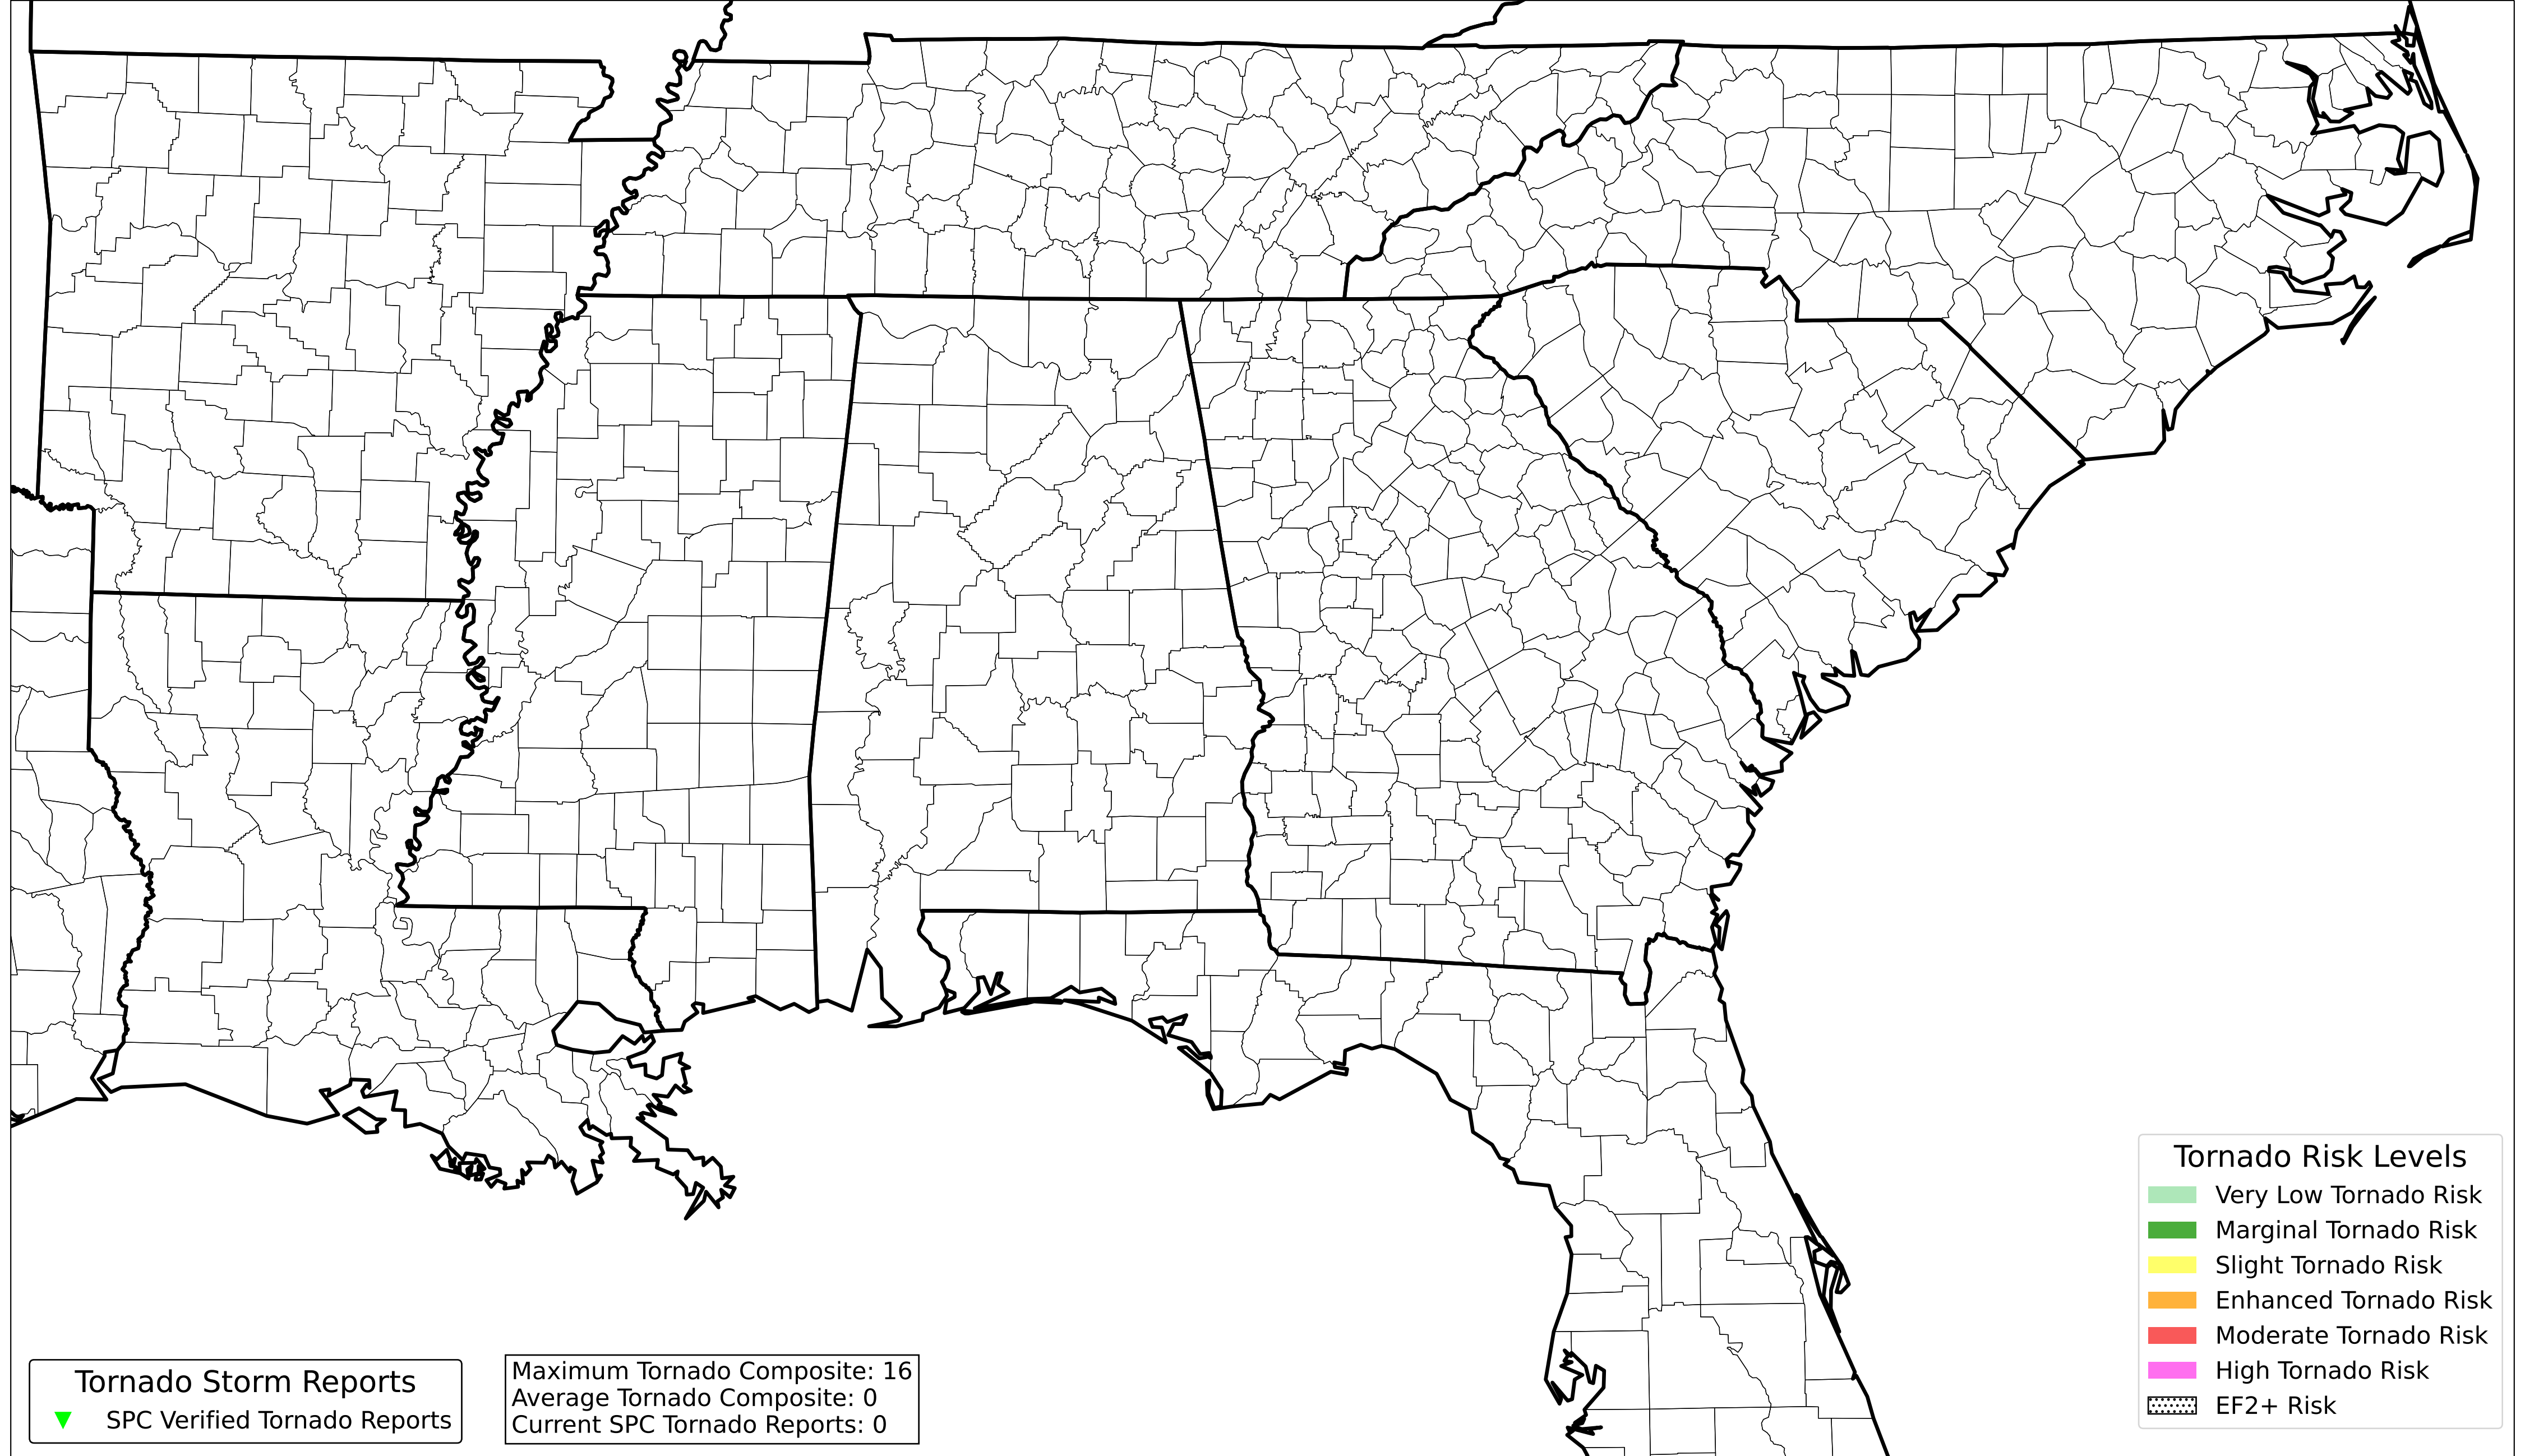 Tornado Risk Levels
Very Low Tornado Risk
Marginal Tornado Risk
Slight Tornado Risk
Enhanced Tornado Risk
Moderate Tornado Risk
High Tornado Risk
EF2+ Risk
Tornado Storm Reports
SPC Verified Tornado Reports
Maximum Tornado Composite: 16
Average Tornado Composite: 0
Current SPC Tornado Reports: 0